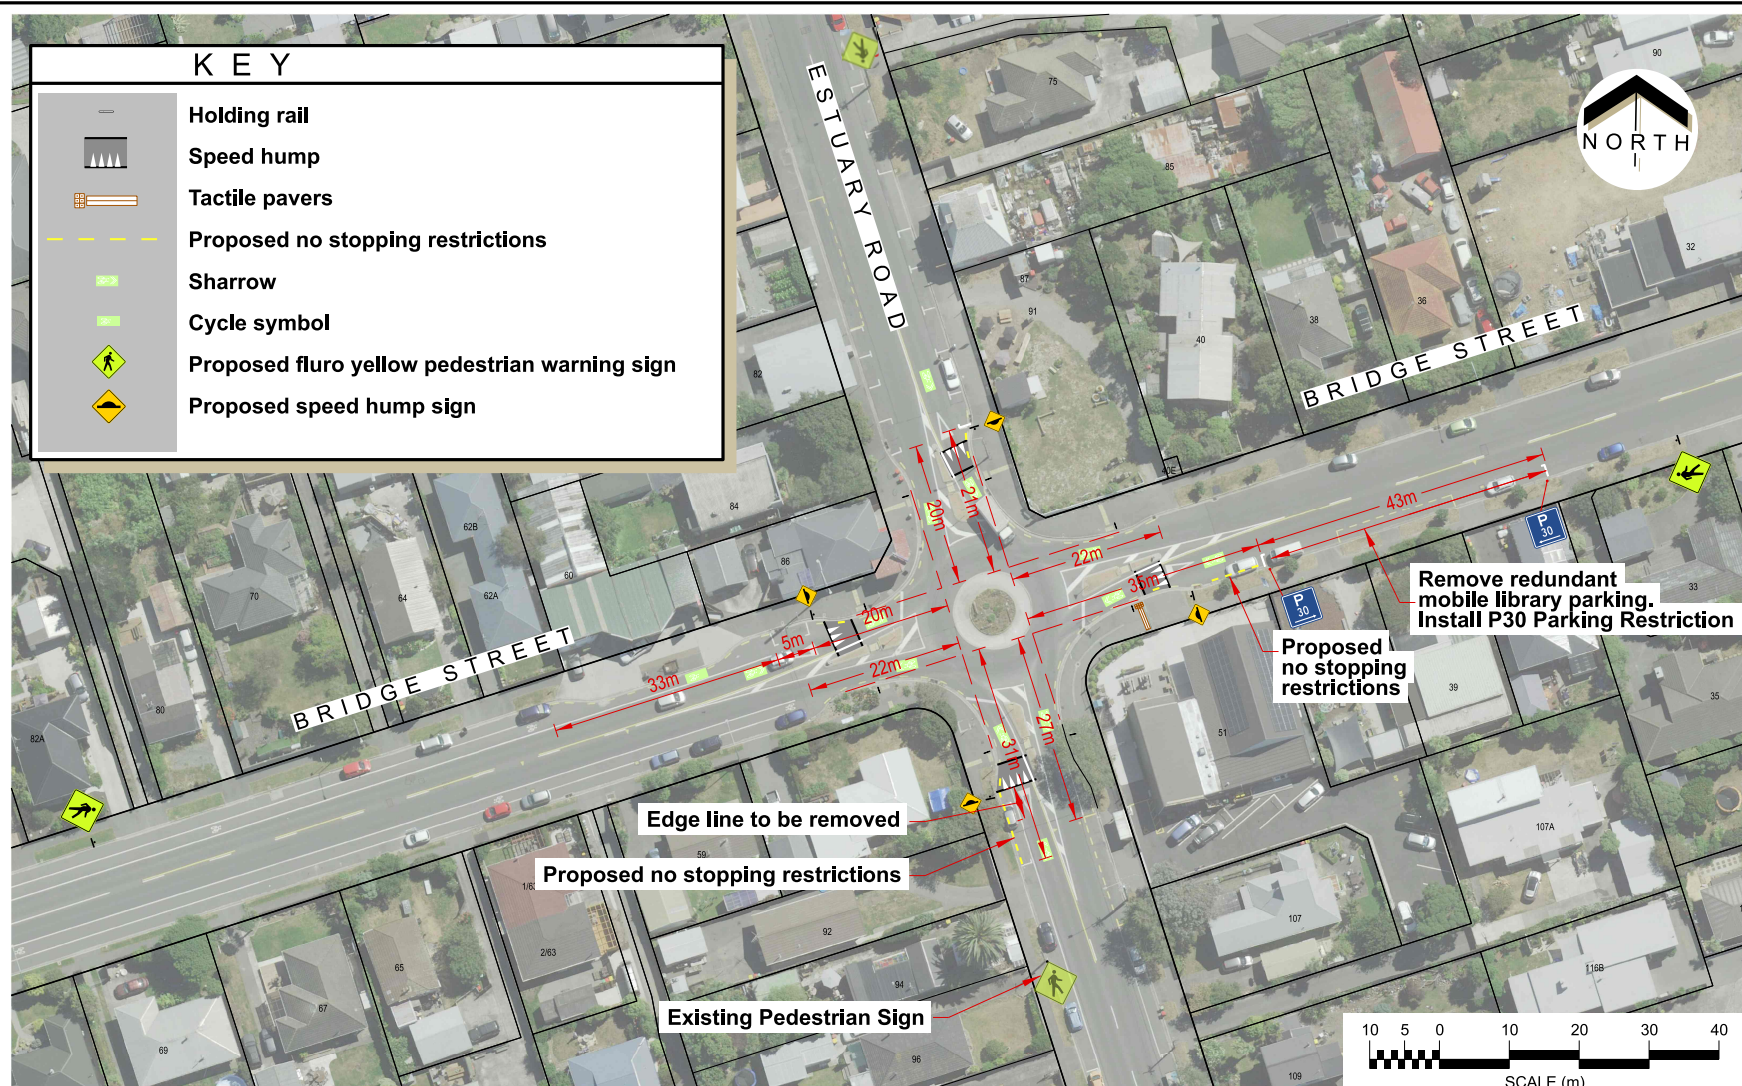 KEY
Holding rail
Speed hump
Tactile pavers
Proposed no stopping restrictions
Sharrow
Cycle symbol
Proposed fluro yellow pedestrian warning sign
Proposed speed hump sign
ESTUARY ROAD
NORTH
BRIDGE STREET
BRIDGE STREET
75
90
85
32
87
91
36
38
40
40E
82
84
86
62B
62A
60
64
70
80
82A
21m
20m
22m
43m
35m
20m
5m
33m
22m
27m
31m
P
30
P
30
Remove redundant
mobile library parking.
Install P30 Parking Restriction
Proposed
no stopping
restrictions
33
35
39
51
Edge line to be removed
Proposed no stopping restrictions
Existing Pedestrian Sign
59
1/63
2/63
65
67
69
92
94
96
107
107A
109
116B
10 5 0 10 20 30 40
SCALE (m)